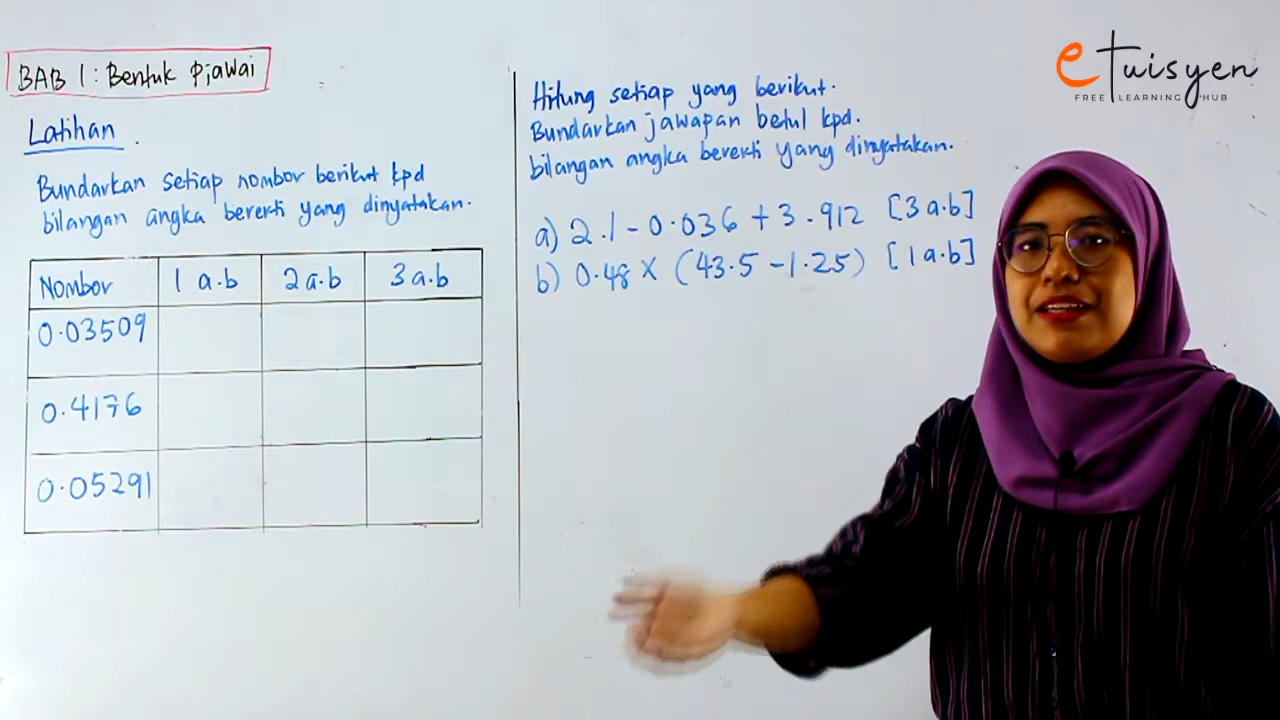 BAB 1: Bentuk Piawai
Latihan.
Bundarkan setiap nombor berikut kpd
bilangan angka bererti yang dinyatakan.
Nombor 1 a.b 2 a.b 3 a.b
0.03509
0.4176
0.05291
Hitung setiap yang berikut.
Bundarkan jawapan betul kpd.
bilangan angka bererti yang dinyatakan.
a) 2.1 - 0.036 + 3.912 [3 a.b]
b) 0.48 × (43.5 - 1.25) [1 a.b]
eTuisyen
FREE LEARNING HUB